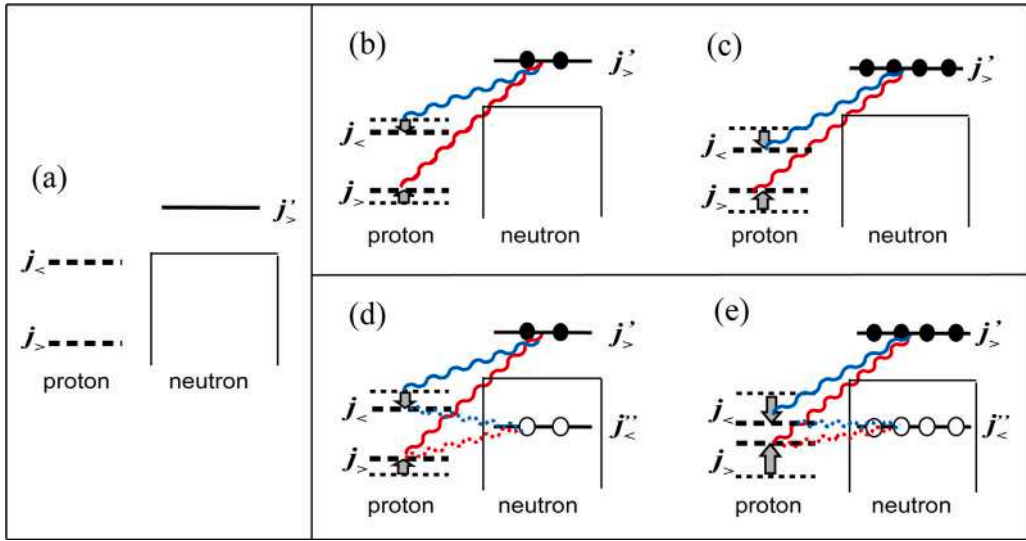 (a)
j'>
j<
j>
proton neutron
(b)
j'>
j<
j>
proton neutron
(c)
j'>
j<
j>
proton neutron
(d)
j'>
j<
j''<
j>
proton neutron
(e)
j'>
j<
j''<
j>
proton neutron